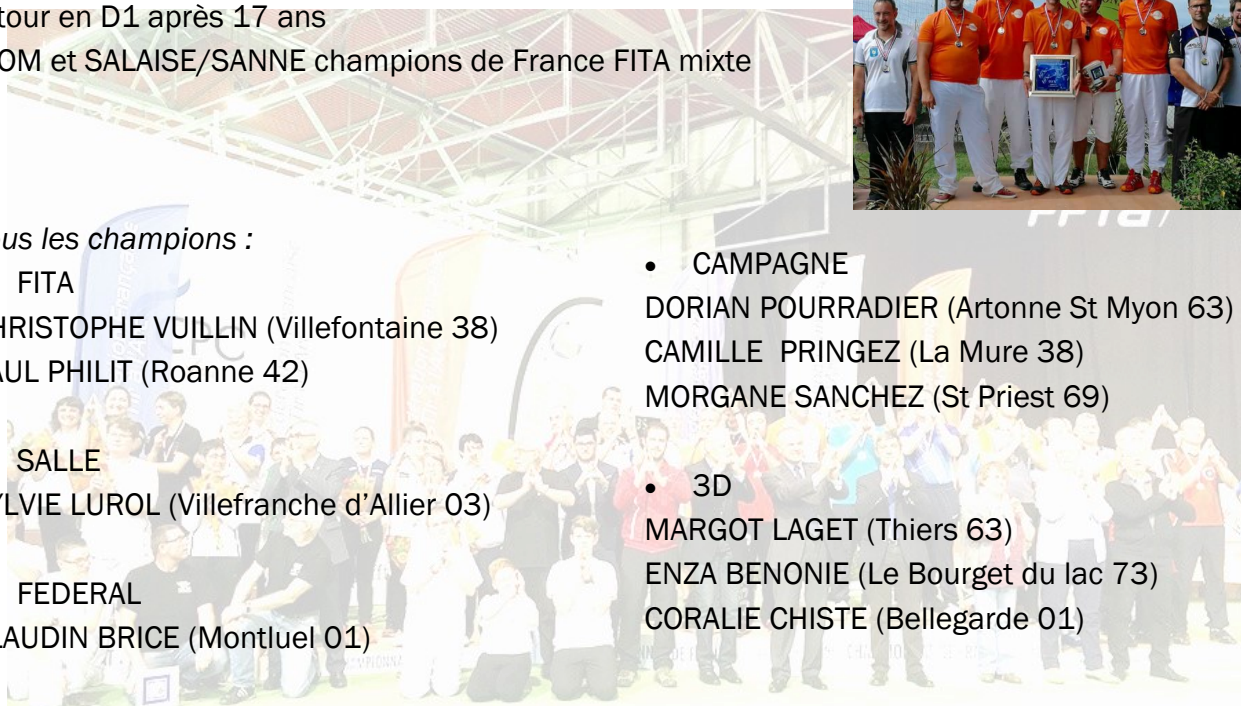 tour en D1 après 17 ans
OM et SALAISE/SANNE champions de France FITA mixte
us les champions :
FITA
HRISTOPHE VUILLIN (Villefontaine 38)
AUL PHILIT (Roanne 42)
SALLE
YLVIE LUROL (Villefranche d’Allier 03)
FEDERAL
LAUDIN BRICE (Montluel 01)
• CAMPAGNE
DORIAN POURRADIER (Artonne St Myon 63)
CAMILLE PRINGEZ (La Mure 38)
MORGANE SANCHEZ (St Priest 69)
• 3D
MARGOT LAGET (Thiers 63)
ENZA BENONIE (Le Bourget du lac 73)
CORALIE CHISTE (Bellegarde 01)